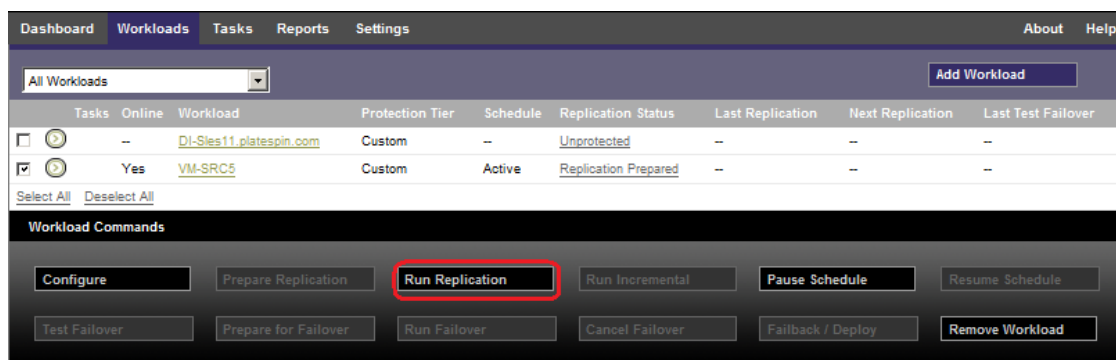 Dashboard Workloads Tasks Reports Settings About Help
All Workloads Add Workload
Tasks Online Workload Protection Tier Schedule Replication Status Last Replication Next Replication Last Test Failover
-- DI-Sles11.platespin.com Custom -- Unprotected -- -- --
Yes VM-SRC5 Custom Active Replication Prepared -- -- --
Select All Deselect All
Workload Commands
Configure Prepare Replication Run Replication Run Incremental Pause Schedule Resume Schedule
Test Failover Prepare for Failover Run Failover Cancel Failover Failback / Deploy Remove Workload